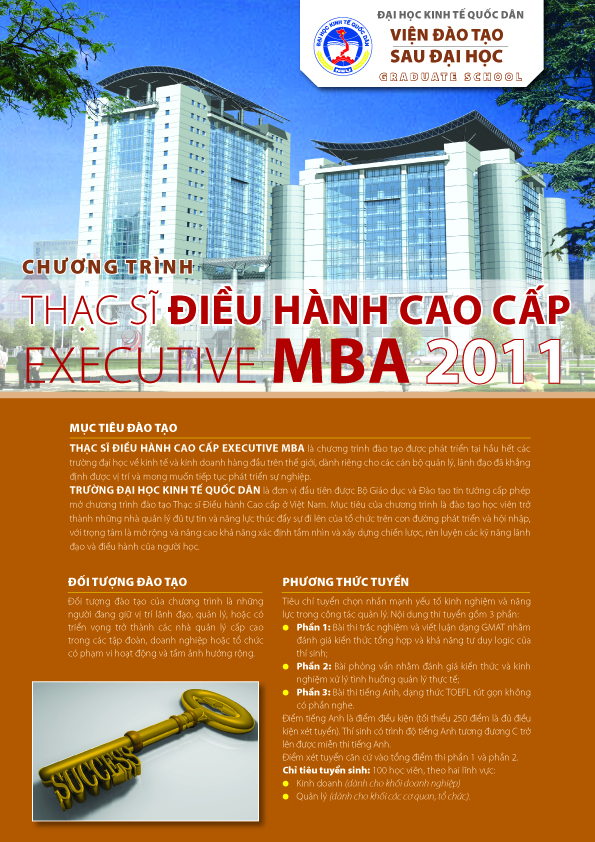 ĐẠI HỌC KINH TẾ QUỐC DÂN
VIỆN ĐÀO TẠO
SAU ĐẠI HỌC
GRADUATE SCHOOL
ĐẠI HỌC KINH TẾ QUỐC DÂN
CHƯƠNG TRÌNH
THẠC SĨ ĐIỀU HÀNH CAO CẤP
EXECUTIVE MBA 2011
MỤC TIÊU ĐÀO TẠO
THẠC SĨ ĐIỀU HÀNH CAO CẤP EXECUTIVE MBA là chương trình đào tạo được phát triển tại hầu hết các
trường đại học về kinh tế và kinh doanh hàng đầu trên thế giới, dành riêng cho các cán bộ quản lý, lãnh đạo đã khẳng
định được vị trí và mong muốn tiếp tục phát triển sự nghiệp.
TRƯỜNG ĐẠI HỌC KINH TẾ QUỐC DÂN là đơn vị đầu tiên được Bộ Giáo dục và Đào tạo tin tưởng cấp phép
mở chương trình đào tạo Thạc sĩ Điều hành Cao cấp ở Việt Nam. Mục tiêu của chương trình là đào tạo học viên trở
thành những nhà quản lý đủ tự tin và năng lực thúc đẩy sự đi lên của tổ chức trên con đường phát triển và hội nhập,
với trọng tâm là mở rộng và nâng cao khả năng xác định tầm nhìn và xây dựng chiến lược, rèn luyện các kỹ năng lãnh
đạo và điều hành của người học.
ĐỐI TƯỢNG ĐÀO TẠO
Đối tượng đào tạo của chương trình là những
người đang giữ vị trí lãnh đạo, quản lý, hoặc có
triển vọng trở thành các nhà quản lý cấp cao
trong các tập đoàn, doanh nghiệp hoặc tổ chức
có phạm vi hoạt động và tầm ảnh hưởng rộng.
SUCCESS
PHƯƠNG THỨC TUYỂN
Tiêu chí tuyển chọn nhấn mạnh yếu tố kinh nghiệm và năng
lực trong công tác quản lý. Nội dung thi tuyển gồm 3 phần:
Phần 1: Bài thi trắc nghiệm và viết luận dạng GMAT nhằm
đánh giá kiến thức tổng hợp và khả năng tư duy logic của
thí sinh;
Phần 2: Bài phỏng vấn nhằm đánh giá kiến thức và kinh
nghiệm xử lý tình huống quản lý thực tế;
Phần 3: Bài thi tiếng Anh, dạng thức TOEFL rút gọn không
có phần nghe.
Điểm tiếng Anh là điểm điều kiện (tối thiểu 250 điểm là đủ điều
kiện xét tuyển). Thí sinh có trình độ tiếng Anh tương đương C trở
lên được miễn thi tiếng Anh.
Điểm xét tuyển căn cứ vào tổng điểm thi phần 1 và phần 2.
Chỉ tiêu tuyển sinh: 100 học viên, theo hai lĩnh vực:
Kinh doanh (dành cho khối doanh nghiệp)
Quản lý (dành cho khối các cơ quan, tổ chức).